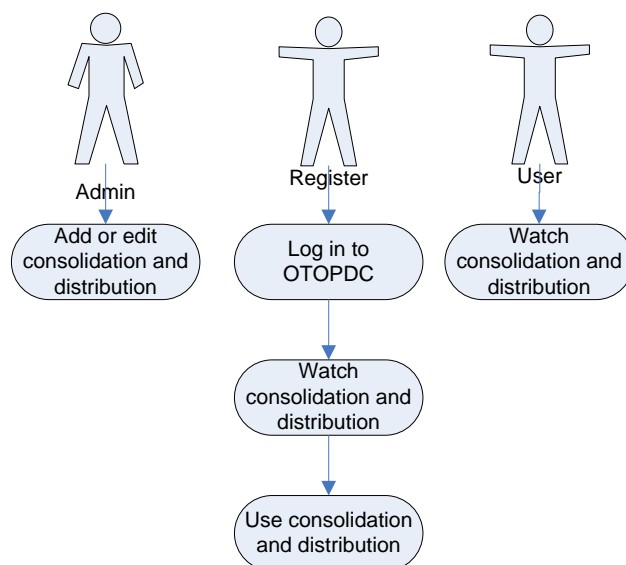 Admin
Register
User
Add or edit
consolidation and
distribution
Log in to
OTOPDC
Watch
consolidation and
distribution
Watch
consolidation and
distribution
Use consolidation
and distribution